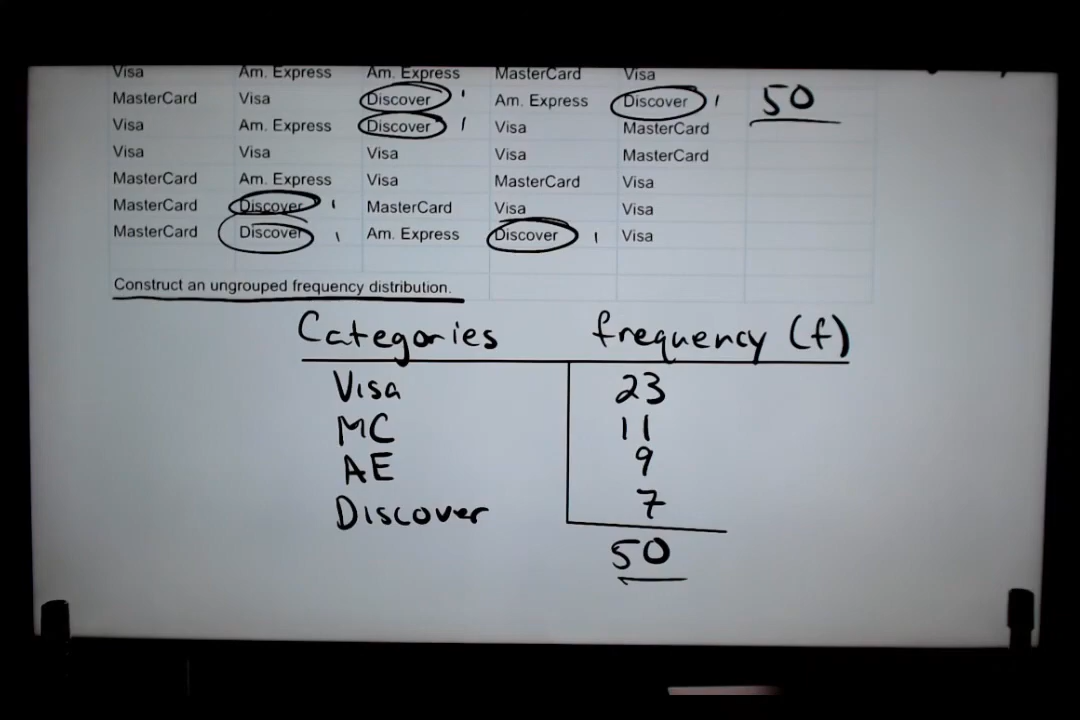 Visa Am. Express Am. Express MasterCard Visa
MasterCard Visa Discover 1 Am. Express Discover 1 50
Visa Am. Express Discover 1 Visa MasterCard
Visa Visa Visa Visa MasterCard
MasterCard Am. Express Visa MasterCard Visa
MasterCard Discover 1 MasterCard Visa Visa
MasterCard Discover 1 Am. Express Discover 1 Visa
Construct an ungrouped frequency distribution.
Categories frequency (f)
Visa 23
MC 11
AE 9
Discover 7
50